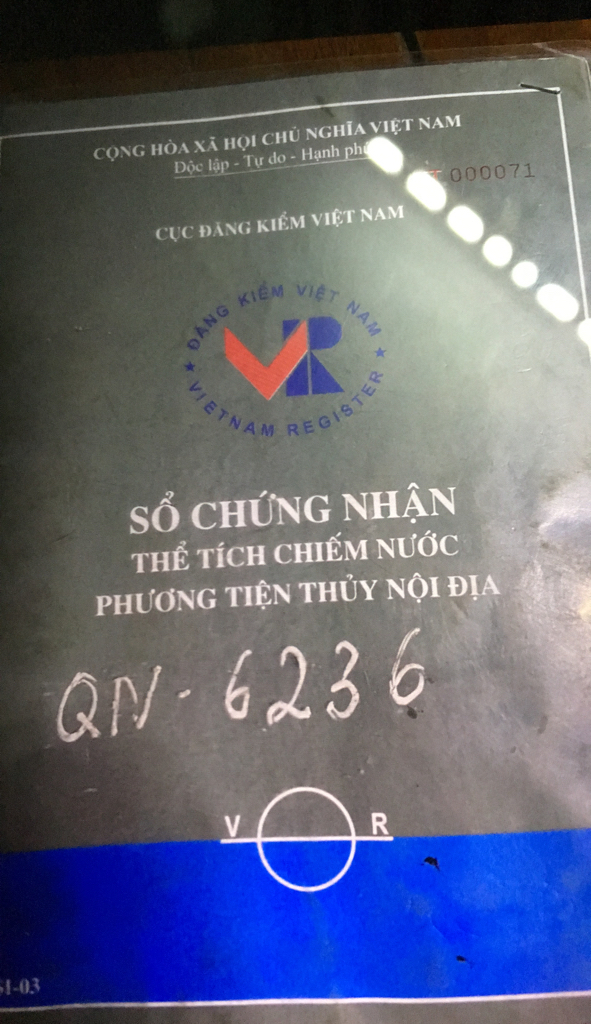 CỘNG HÒA XÃ HỘI CHỦ NGHĨA VIỆT NAM
Độc lập - Tự do - Hạnh
000071
CỤC ĐĂNG KIỂM VIỆT NAM
ĐĂNG KIỂM VIỆT NAM
VR
VIETNAM REGISTER
SỔ CHỨNG NHẬN
THỂ TÍCH CHIẾM NƯỚC
PHƯƠNG TIỆN THỦY NỘI ĐỊA
QN - 6236
V R